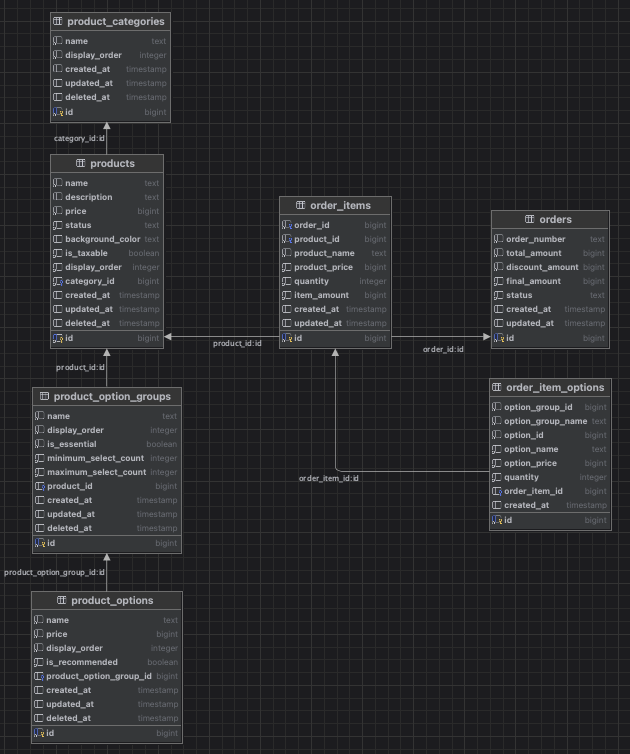 product_categories
name text
display_order integer
created_at timestamp
updated_at timestamp
deleted_at timestamp
id bigint
category_id:id
products
name text
description text
price bigint
status text
background_color text
is_taxable boolean
display_order integer
category_id bigint
created_at timestamp
updated_at timestamp
deleted_at timestamp
id bigint
product_id:id
product_option_groups
name text
display_order integer
is_essential boolean
minimum_select_count integer
maximum_select_count integer
product_id bigint
created_at timestamp
updated_at timestamp
deleted_at timestamp
id bigint
product_option_group_id:id
product_options
name text
price bigint
display_order integer
is_recommended boolean
product_option_group_id bigint
created_at timestamp
updated_at timestamp
deleted_at timestamp
id bigint
order_items
order_id bigint
product_id bigint
product_name text
product_price bigint
quantity integer
item_amount bigint
created_at timestamp
updated_at timestamp
id bigint
product_id:id
order_id:id
order_item_id:id
orders
order_number text
total_amount bigint
discount_amount bigint
final_amount bigint
status text
created_at timestamp
updated_at timestamp
id bigint
order_item_options
option_group_id bigint
option_group_name text
option_id bigint
option_name text
option_price bigint
quantity integer
order_item_id bigint
created_at timestamp
id bigint